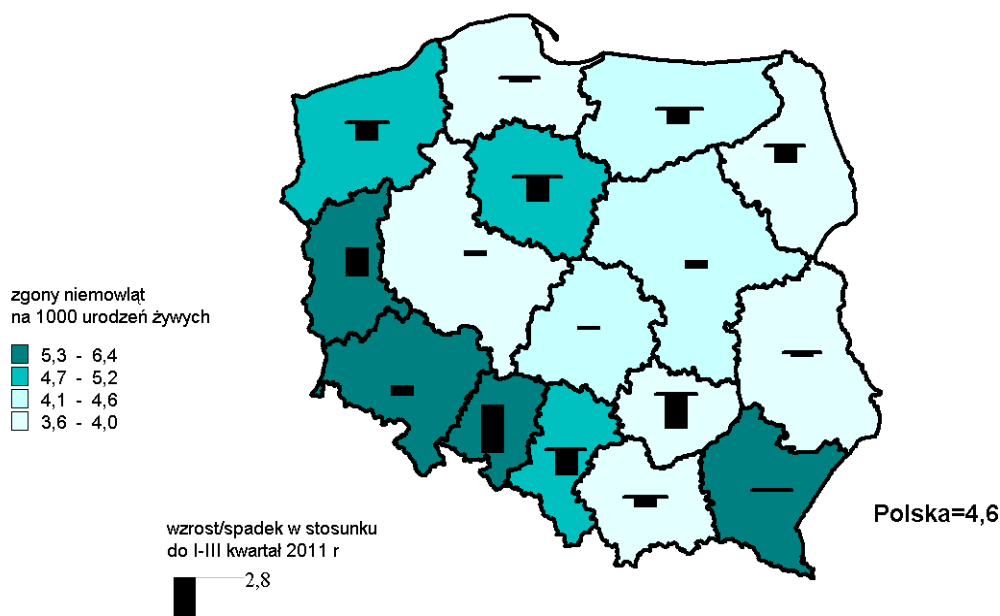 zgony niemowląt
na 1000 urodzeń żywych
5,3 - 6,4
4,7 - 5,2
4,1 - 4,6
3,6 - 4,0
Polska=4,6
wzrost/spadek w stosunku
do I-III kwartał 2011 r
2,8